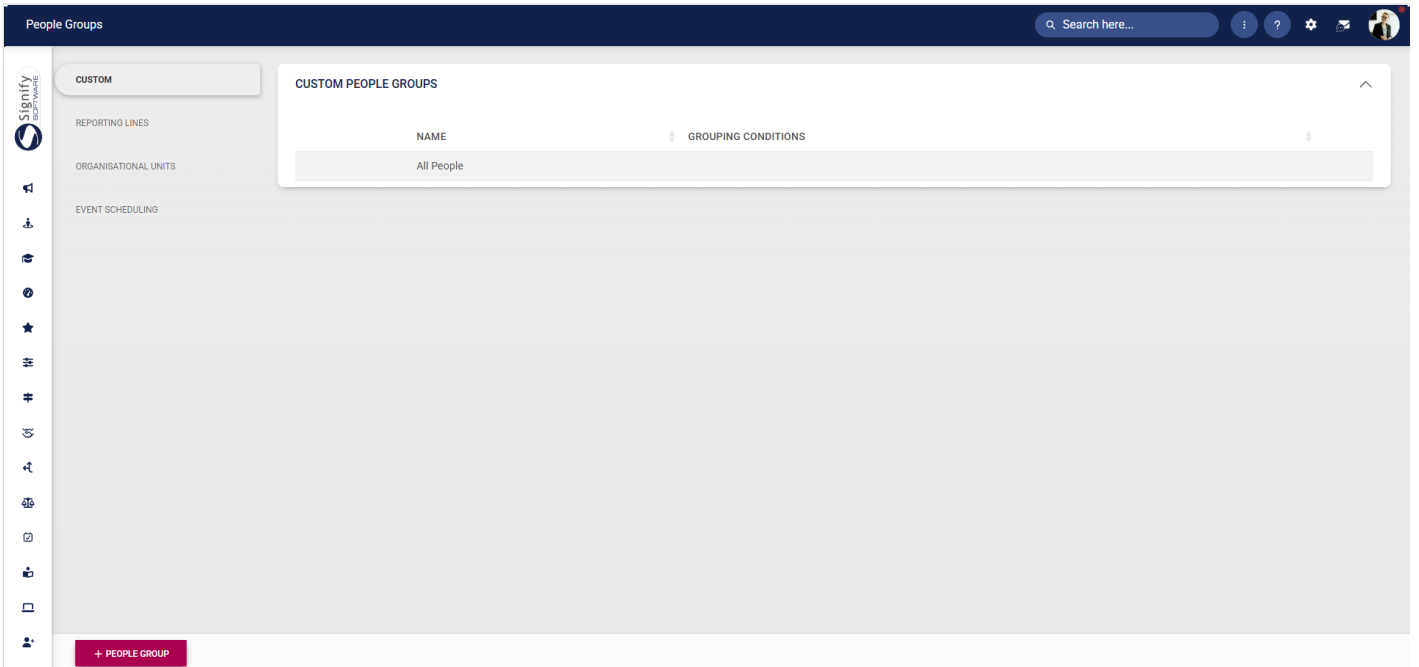 People Groups
Search here...
?
Signify
SOFTWARE
CUSTOM
REPORTING LINES
ORGANISATIONAL UNITS
EVENT SCHEDULING
CUSTOM PEOPLE GROUPS
NAME
GROUPING CONDITIONS
All People
+ PEOPLE GROUP